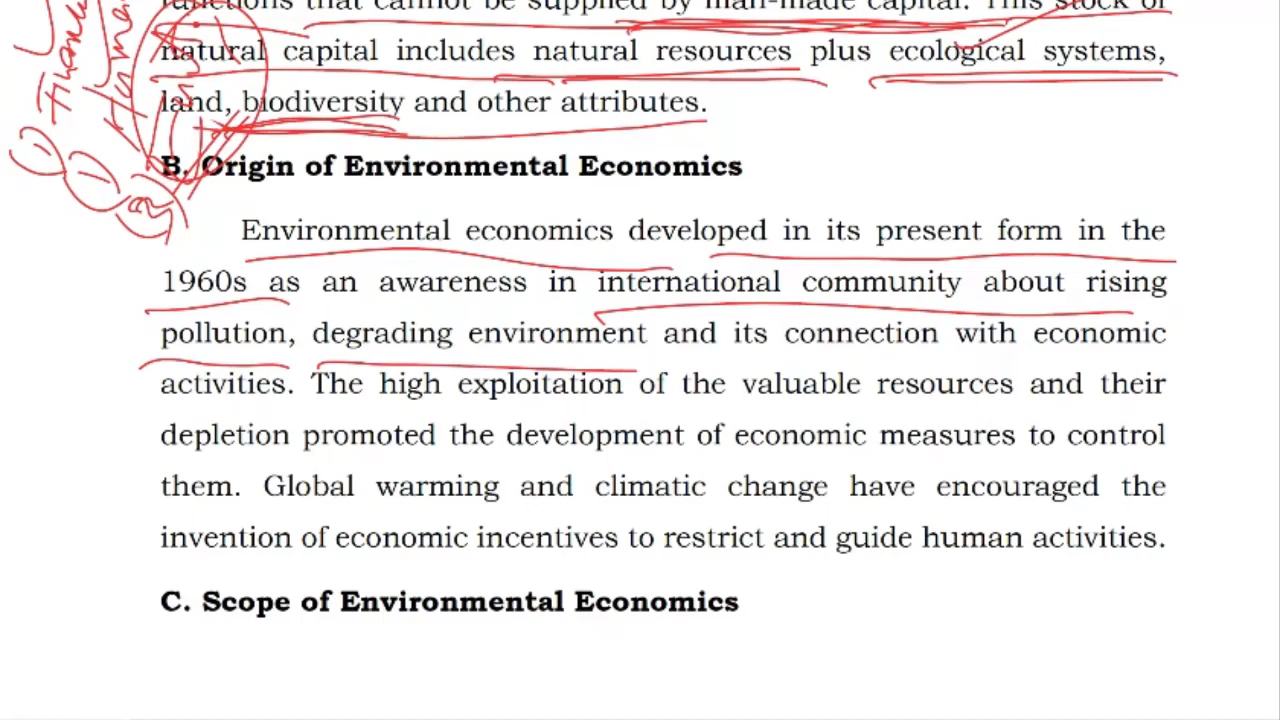 functions that cannot be supplied by man-made capital. This stock of
natural capital includes natural resources plus ecological systems,
land, biodiversity and other attributes.
B. Origin of Environmental Economics
Environmental economics developed in its present form in the
1960s as an awareness in international community about rising
pollution, degrading environment and its connection with economic
activities. The high exploitation of the valuable resources and their
depletion promoted the development of economic measures to control
them. Global warming and climatic change have encouraged the
invention of economic incentives to restrict and guide human activities.
C. Scope of Environmental Economics